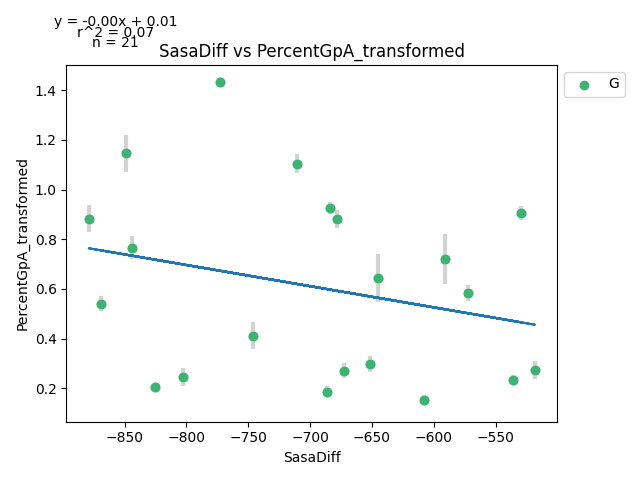 y = -0.00x + 0.01
r^2 = 0.07
n = 21
SasaDiff vs PercentGpA_transformed
G
PercentGpA_transformed
1.4
1.2
1.0
0.8
0.6
0.4
0.2
−850 −800 −750 −700 −650 −600 −550
SasaDiff